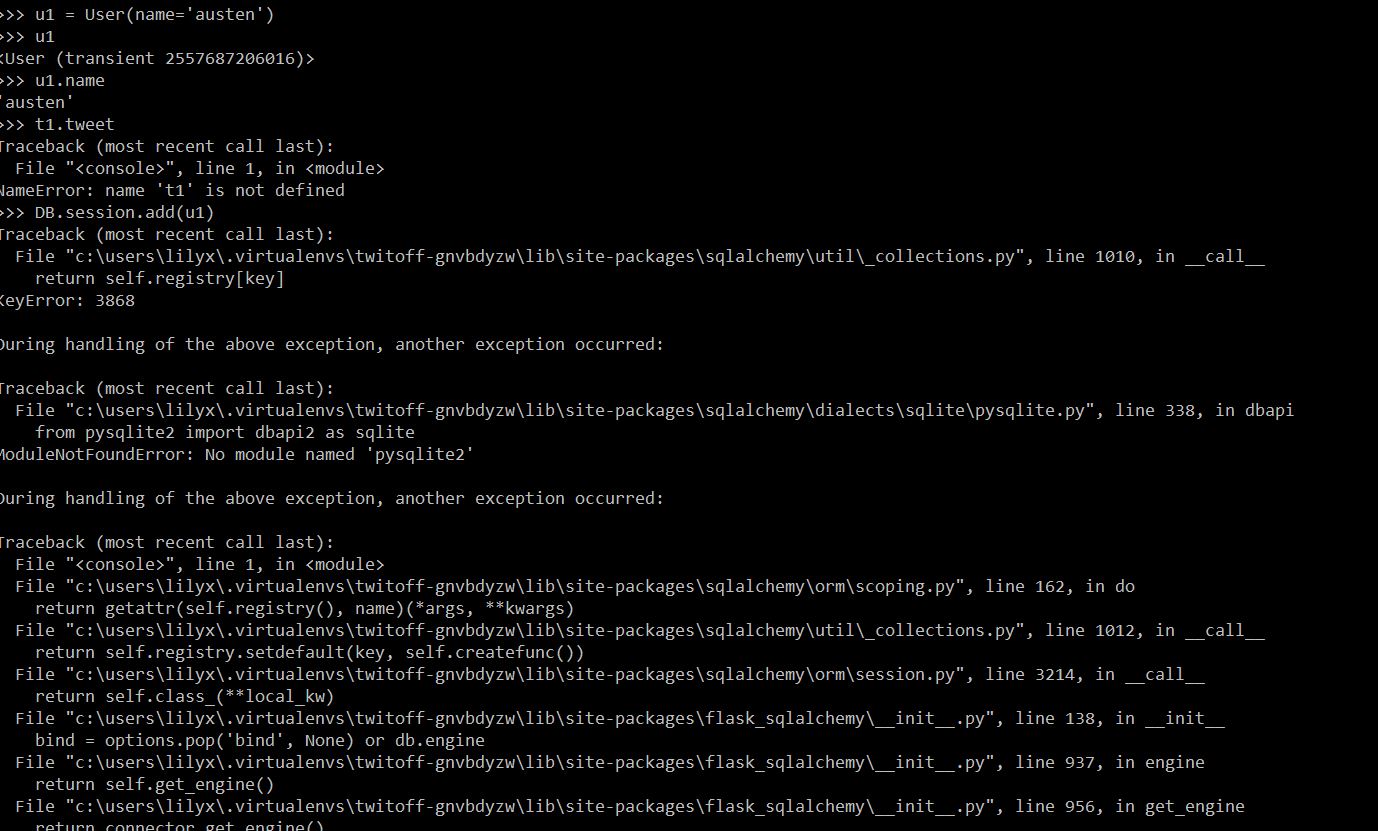 >>> u1 = User(name='austen')
>>> u1
<User (transient 2557687206016)>
>>> u1.name
'austen'
>>> t1.tweet
Traceback (most recent call last):
  File "<console>", line 1, in <module>
NameError: name 't1' is not defined
>>> DB.session.add(u1)
Traceback (most recent call last):
  File "c:\users\lilyx\.virtualenvs\twitoff-gnvbdyzw\lib\site-packages\sqlalchemy\util\_collections.py", line 1010, in __call__
    return self.registry[key]
KeyError: 3868

During handling of the above exception, another exception occurred:

Traceback (most recent call last):
  File "c:\users\lilyx\.virtualenvs\twitoff-gnvbdyzw\lib\site-packages\sqlalchemy\dialects\sqlite\pysqlite.py", line 338, in dbapi
    from pysqlite2 import dbapi2 as sqlite
ModuleNotFoundError: No module named 'pysqlite2'

During handling of the above exception, another exception occurred:

Traceback (most recent call last):
  File "<console>", line 1, in <module>
  File "c:\users\lilyx\.virtualenvs\twitoff-gnvbdyzw\lib\site-packages\sqlalchemy\orm\scoping.py", line 162, in do
    return getattr(self.registry(), name)(*args, **kwargs)
  File "c:\users\lilyx\.virtualenvs\twitoff-gnvbdyzw\lib\site-packages\sqlalchemy\util\_collections.py", line 1012, in __call__
    return self.registry.setdefault(key, self.createfunc())
  File "c:\users\lilyx\.virtualenvs\twitoff-gnvbdyzw\lib\site-packages\sqlalchemy\orm\session.py", line 3214, in __call__
    return self.class_(**local_kw)
  File "c:\users\lilyx\.virtualenvs\twitoff-gnvbdyzw\lib\site-packages\flask_sqlalchemy\__init__.py", line 138, in __init__
    bind = options.pop('bind', None) or db.engine
  File "c:\users\lilyx\.virtualenvs\twitoff-gnvbdyzw\lib\site-packages\flask_sqlalchemy\__init__.py", line 937, in engine
    return self.get_engine()
  File "c:\users\lilyx\.virtualenvs\twitoff-gnvbdyzw\lib\site-packages\flask_sqlalchemy\__init__.py", line 956, in get_engine
    return connector.get_engine()